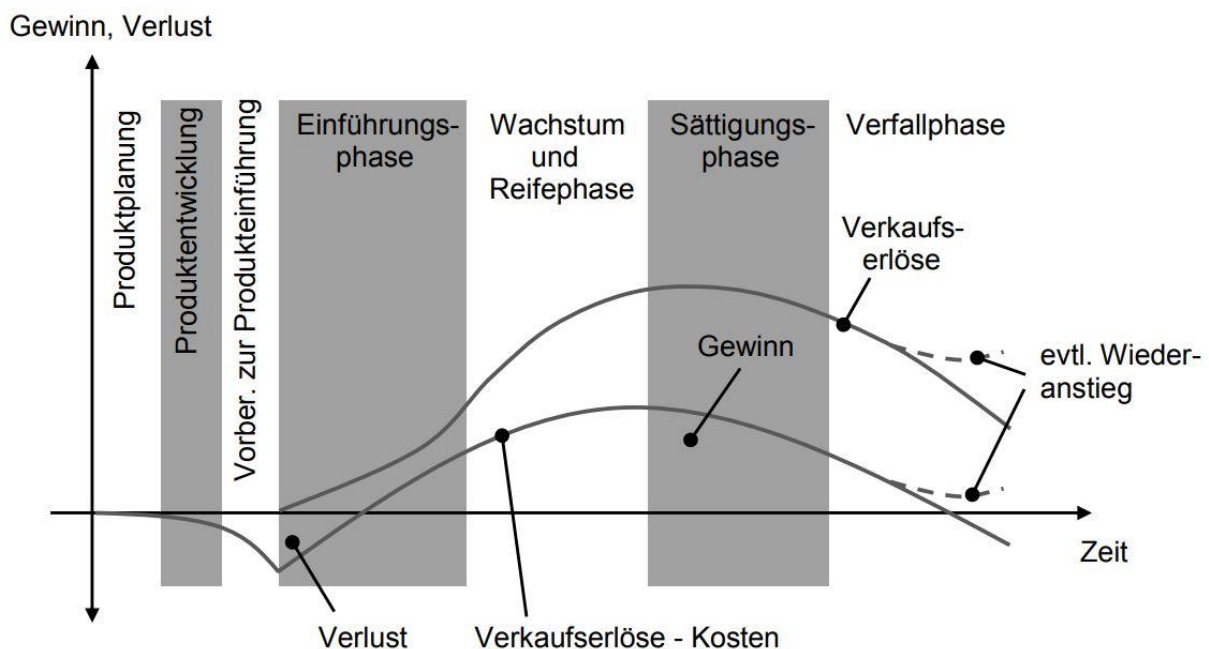 Gewinn, Verlust
Produktplanung
Produktentwicklung
Vorber. zur Produkteinführung
Einführungs-
phase
Wachstum
und
Reifephase
Sättigungs-
phase
Verfallphase
Verkaufs-
erlöse
Gewinn
evtl. Wieder-
anstieg
Zeit
Verlust
Verkaufserlöse - Kosten